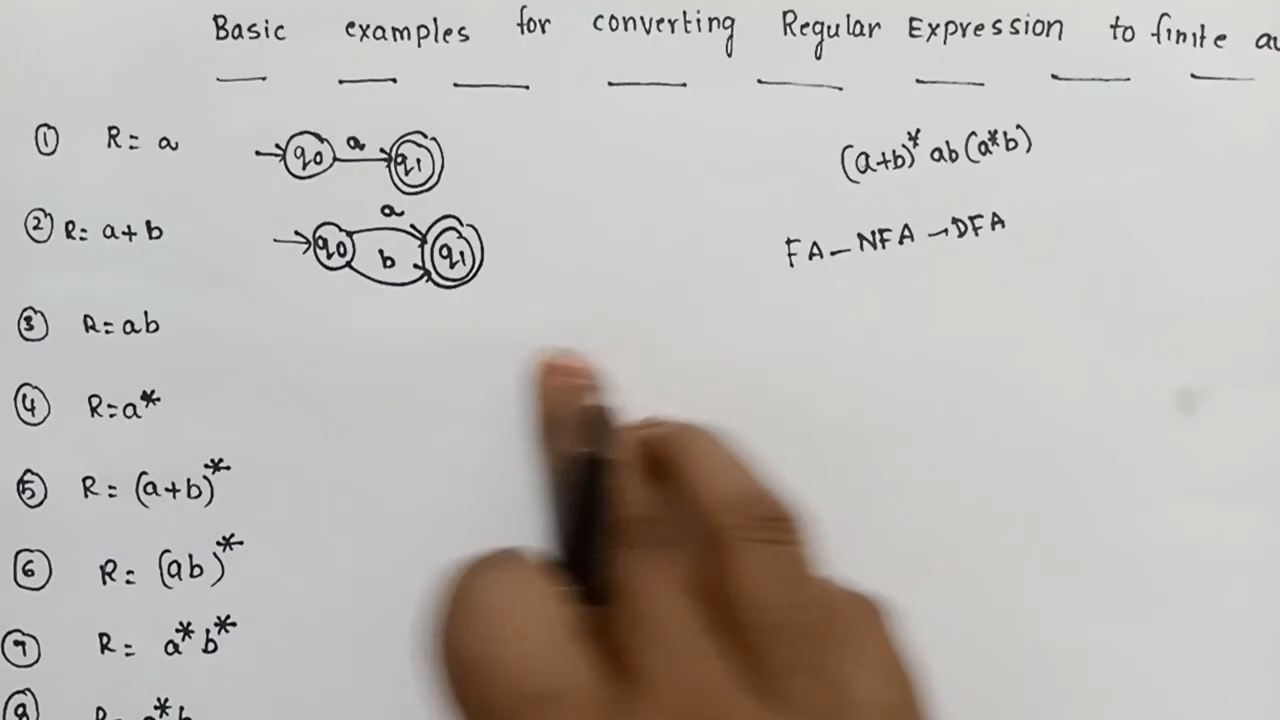 Basic examples for converting Regular Expression to finite
① R= a q0 a q1
(a+b)* ab (a*b)
② R= a+b q0 a b q1
FA - NFA → DFA
③ R= ab
④ R=a*
⑤ R= (a+b)*
⑥ R= (ab)*
⑦ R= a* b*
⑧